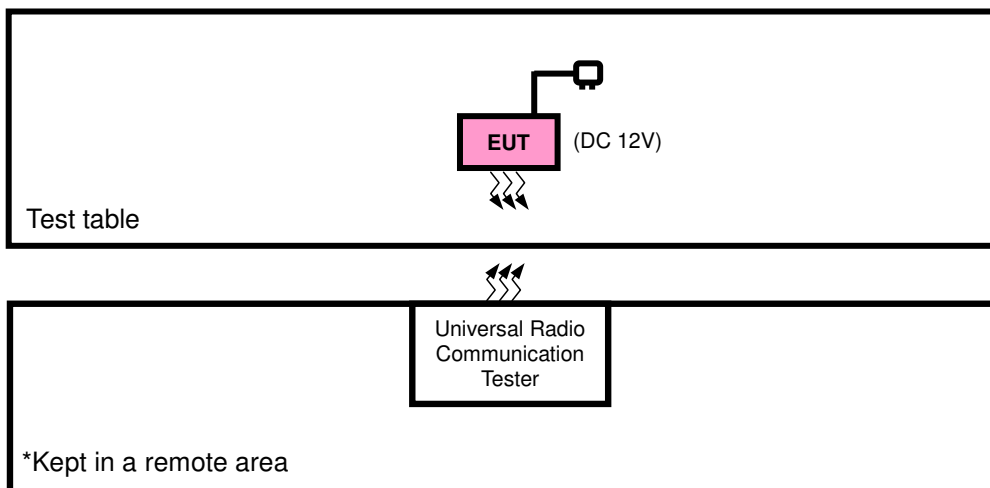 EUT
(DC 12V)
Test table
Universal Radio
Communication
Tester
*Kept in a remote area